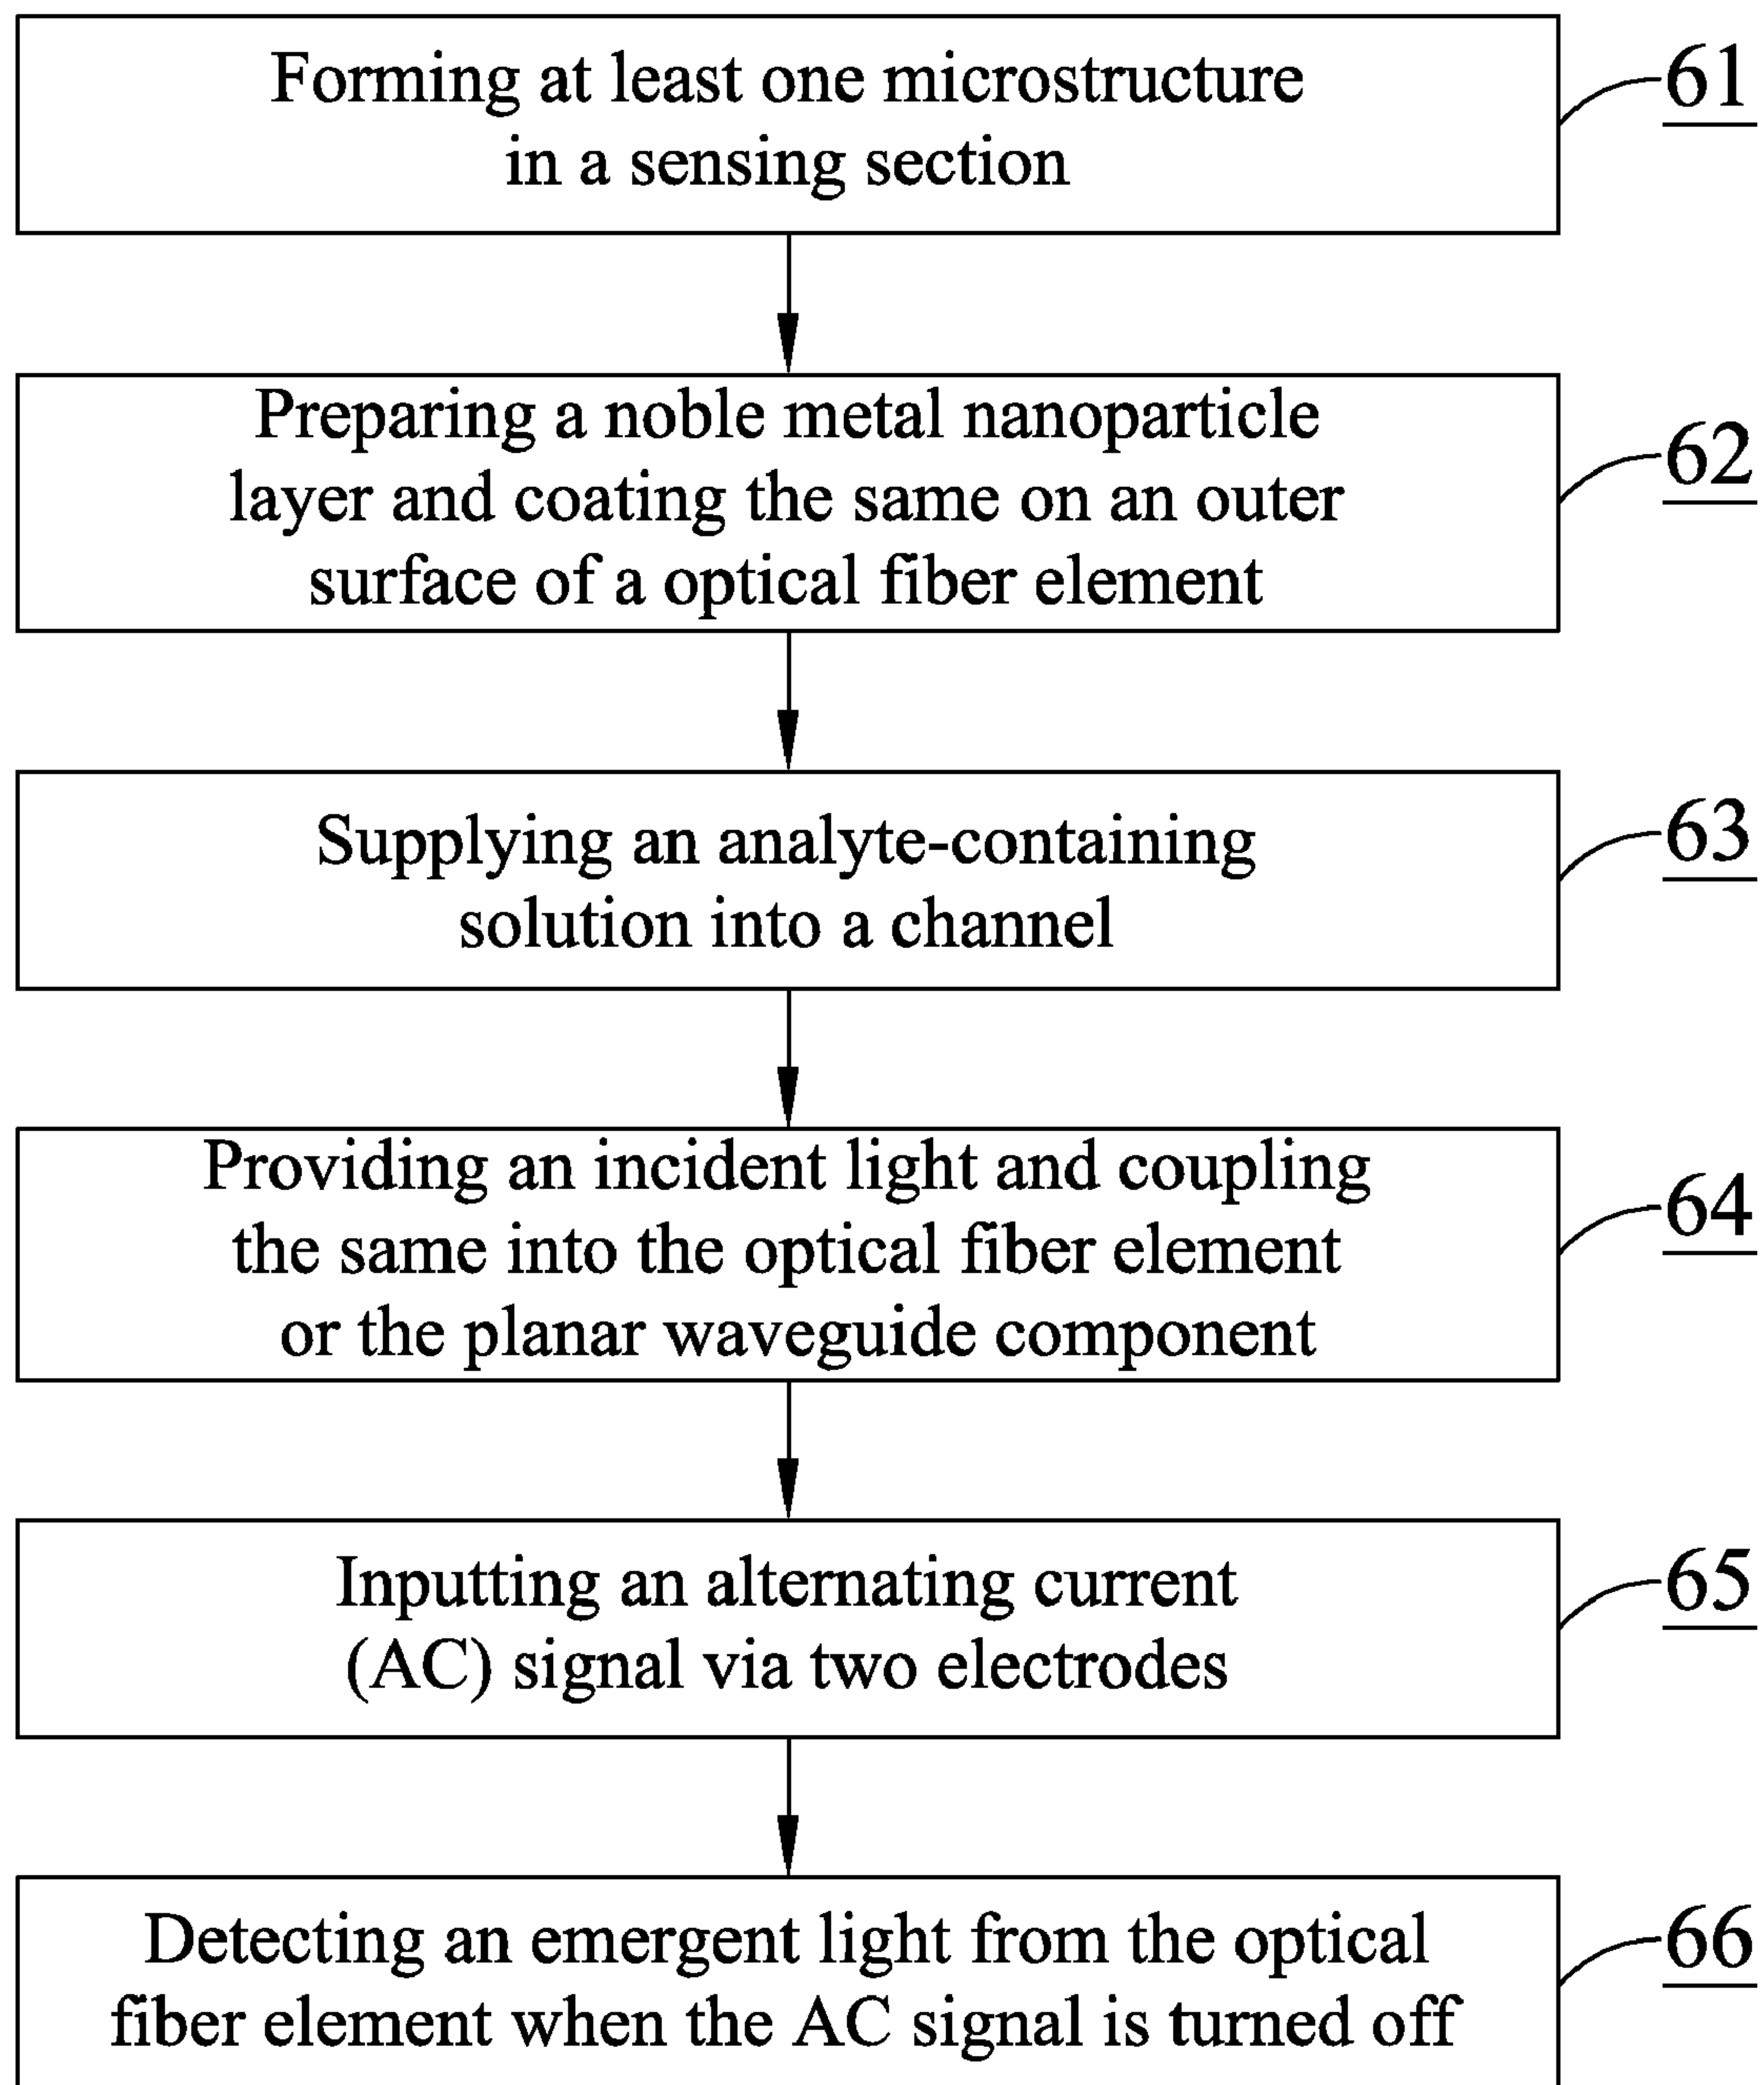 Forming at least one microstructure
in a sensing section
61
Preparing a noble metal nanoparticle
layer and coating the same on an outer
surface of a optical fiber element
62
Supplying an analyte-containing
solution into a channel
63
Providing an incident light and coupling
the same into the optical fiber element
or the planar waveguide component
64
Inputting an alternating current
(AC) signal via two electrodes
65
Detecting an emergent light from the optical
fiber element when the AC signal is turned off
66